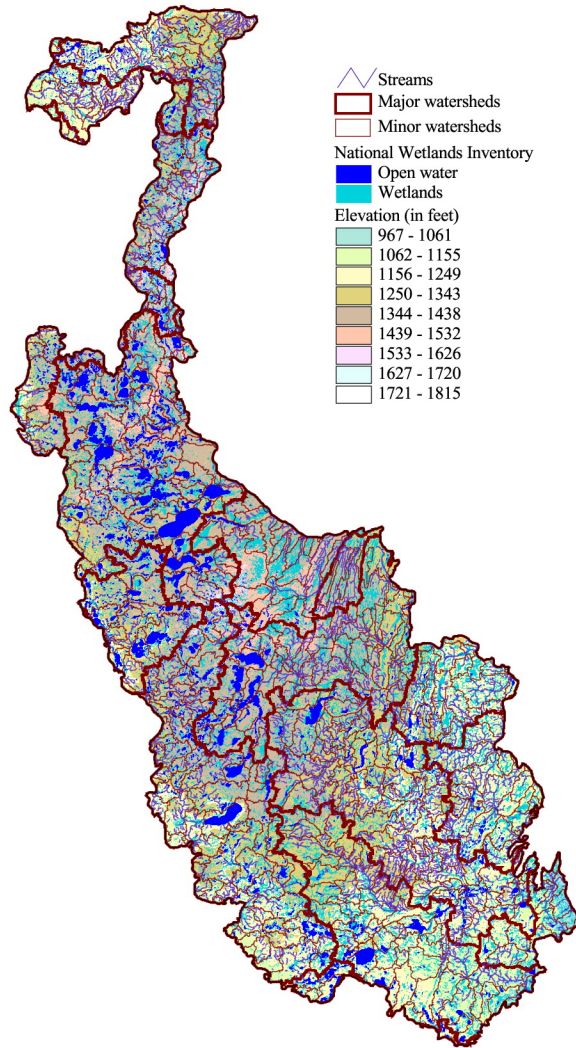 Streams
Major watersheds
Minor watersheds
National Wetlands Inventory
Open water
Wetlands
Elevation (in feet)
967 - 1061
1062 - 1155
1156 - 1249
1250 - 1343
1344 - 1438
1439 - 1532
1533 - 1626
1627 - 1720
1721 - 1815